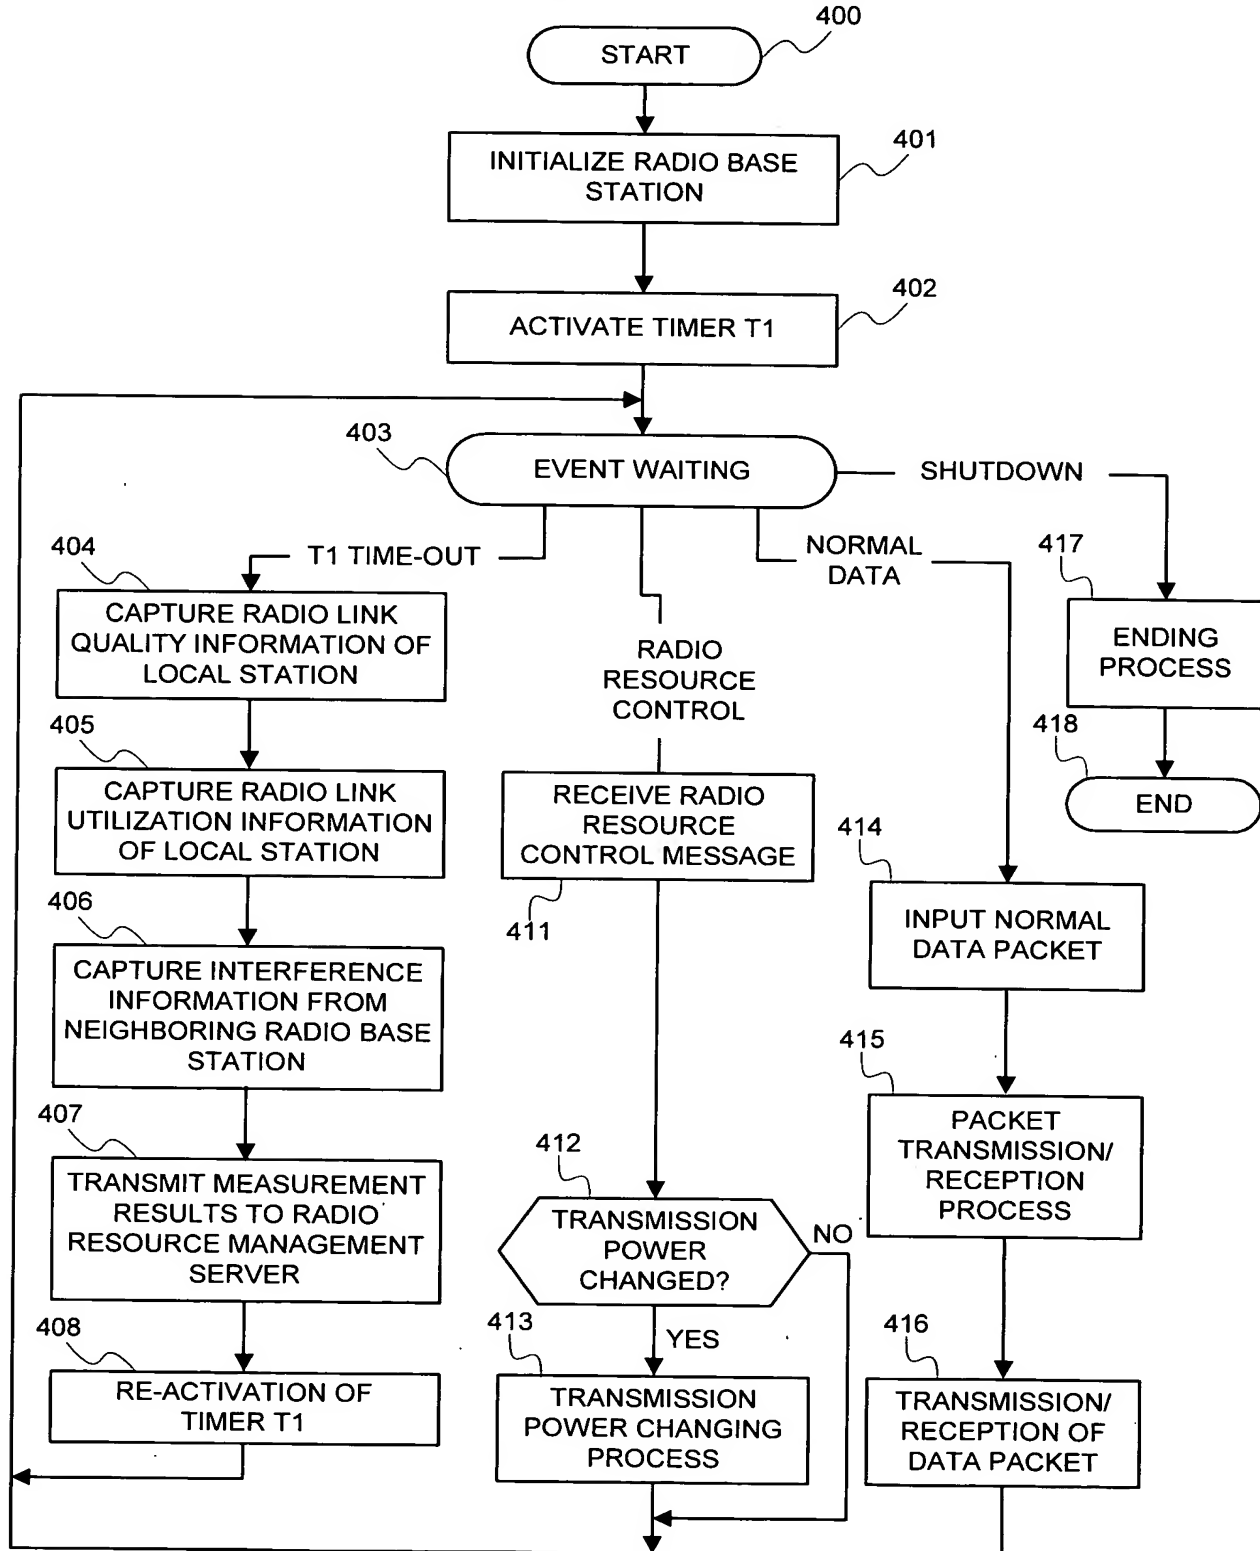 400
START
401
INITIALIZE RADIO BASE
STATION
402
ACTIVATE TIMER T1
403
EVENT WAITING
SHUTDOWN
T1 TIME-OUT
NORMAL
DATA
404
CAPTURE RADIO LINK
QUALITY INFORMATION OF
LOCAL STATION
417
ENDING
PROCESS
RADIO
RESOURCE
CONTROL
418
END
405
CAPTURE RADIO LINK
UTILIZATION INFORMATION
OF LOCAL STATION
RECEIVE RADIO
RESOURCE
CONTROL MESSAGE
411
414
INPUT NORMAL
DATA PACKET
406
CAPTURE INTERFERENCE
INFORMATION FROM
NEIGHBORING RADIO BASE
STATION
415
PACKET
TRANSMISSION/
RECEPTION
PROCESS
407
TRANSMIT MEASUREMENT
RESULTS TO RADIO
RESOURCE MANAGEMENT
SERVER
412
TRANSMISSION
POWER
CHANGED?
NO
YES
408
RE-ACTIVATION OF
TIMER T1
413
TRANSMISSION
POWER CHANGING
PROCESS
416
TRANSMISSION/
RECEPTION OF
DATA PACKET